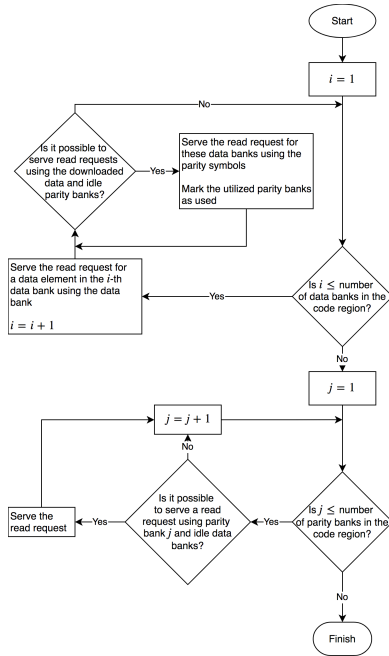 Start
i = 1
No
Is it possible to
serve read requests
using the downloaded
data and idle
parity banks?
Yes
Serve the read request for
these data banks using the
parity symbols
Mark the utilized parity banks
as used
Serve the read request for
a data element in the i-th
data bank using the data
bank
i = i + 1
Yes
Is i ≤ number
of data banks in the
code region?
No
j = 1
j = j + 1
No
Is it possible
to serve a read
request using parity
bank j and idle data
banks?
Yes
Serve the
read request
Yes
Is j ≤ number
of parity banks in the
code region?
No
Finish